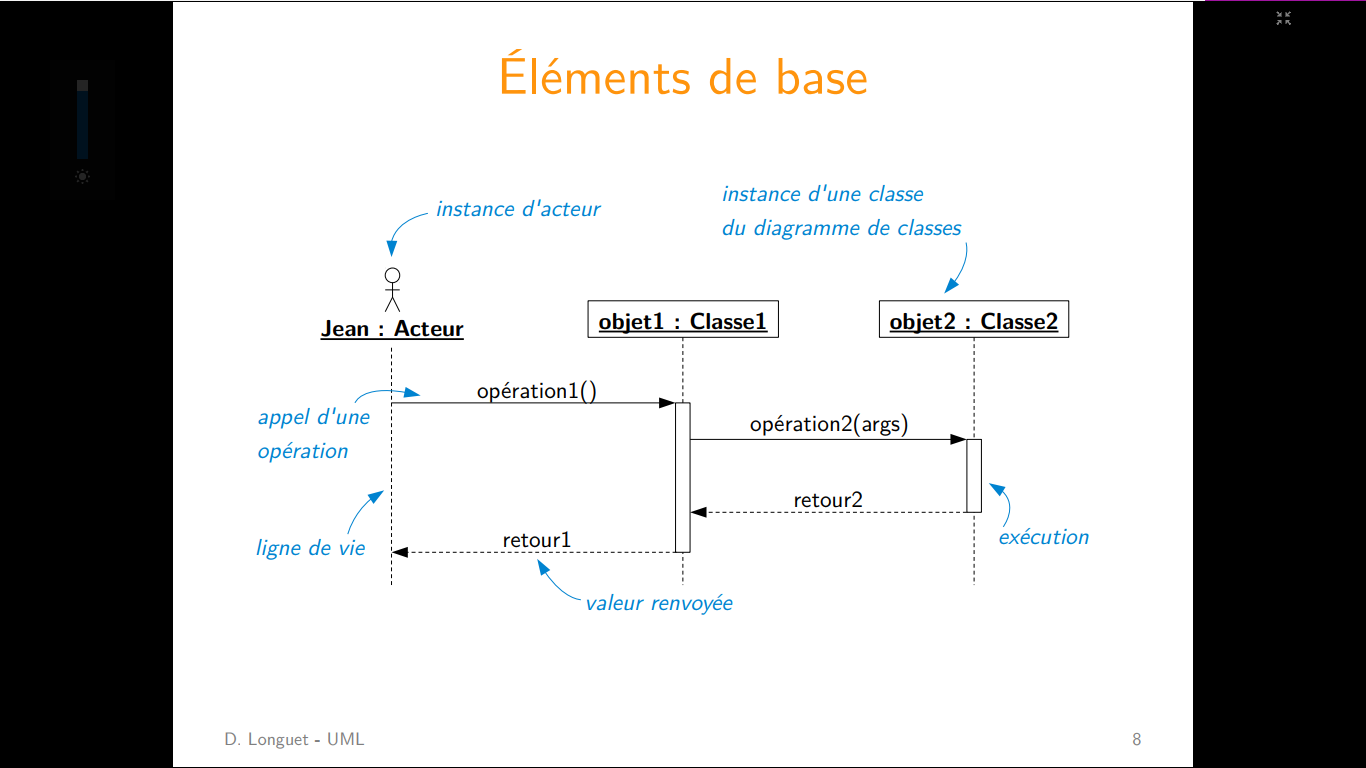 Éléments de base
instance d'acteur
instance d'une classe
du diagramme de classes
Jean : Acteur
objet1 : Classe1
objet2 : Classe2
opération1()
appel d'une
opération
opération2(args)
retour2
retour1
ligne de vie
exécution
valeur renvoyée
D. Longuet - UML
8